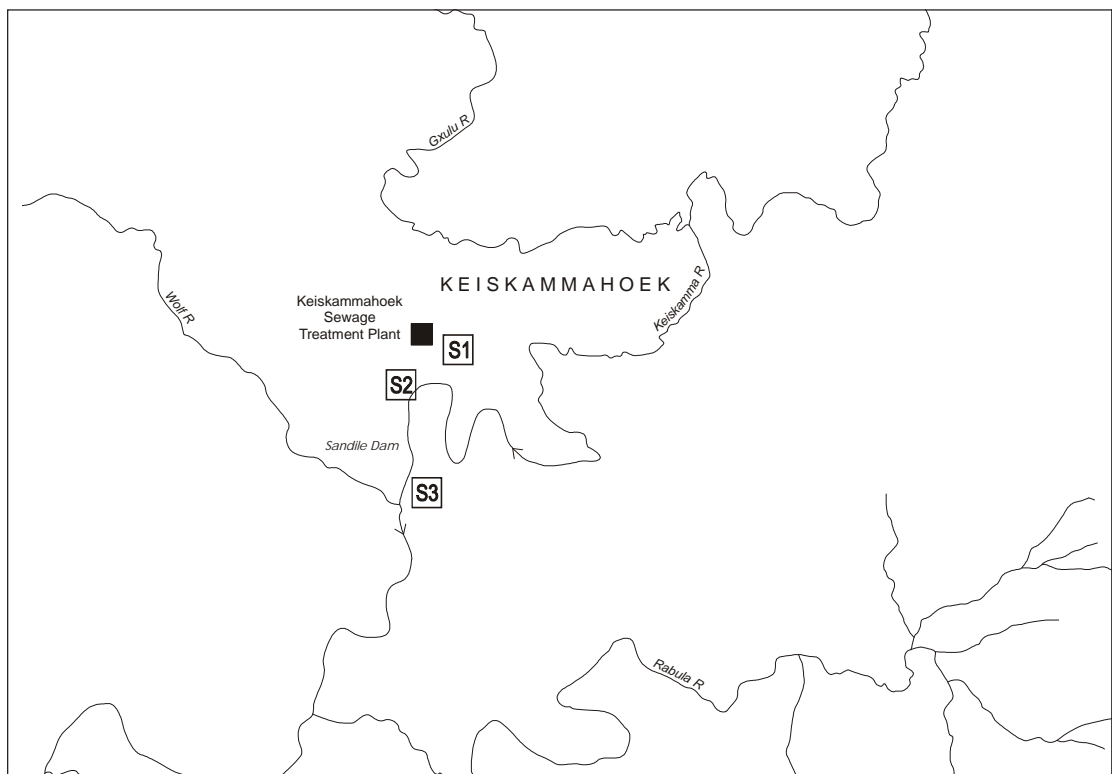 Gxulu R
KEISKAMMAHOEK
Keiskamma R
Wolf R
Keiskammahoek
Sewage
Treatment Plant
S1
S2
Sandile Dam
S3
Rabula R